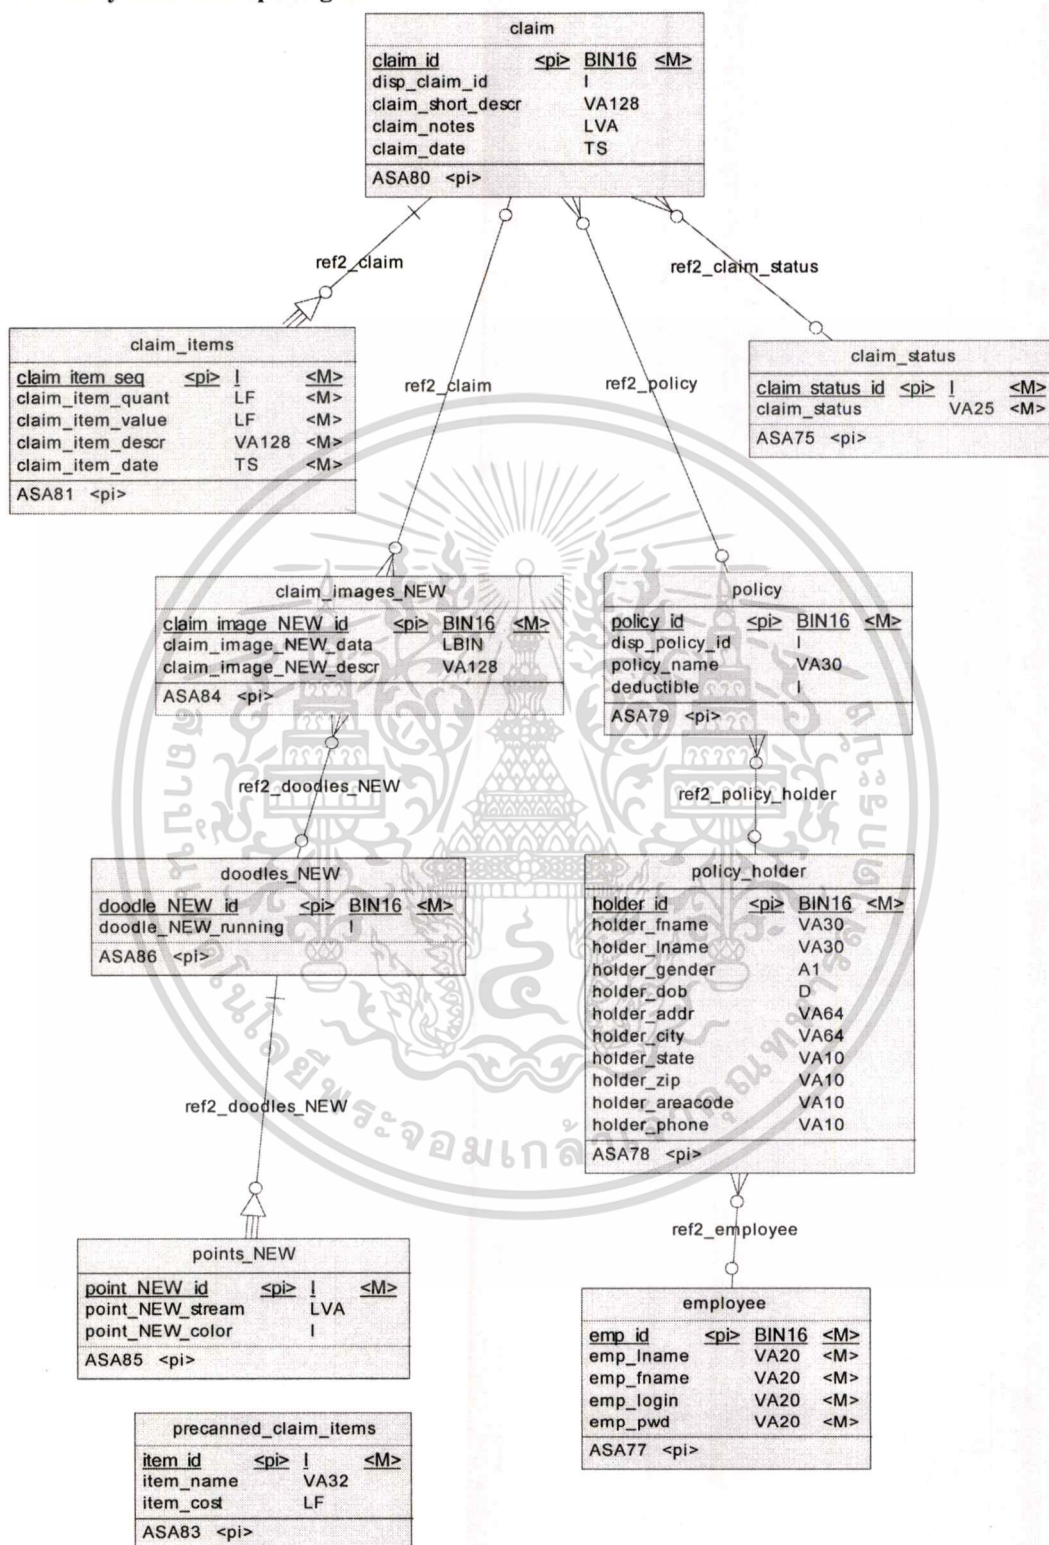 claim
claim_id <pi> BIN16 <M>
disp_claim_id I
claim_short_descr VA128
claim_notes LVA
claim_date TS
ASA80 <pi>
ref2_claim
ref2_claim_status
claim_items
claim_item_seq <pi> I <M>
claim_item_quant LF <M>
claim_item_value LF <M>
claim_item_descr VA128 <M>
claim_item_date TS <M>
ASA81 <pi>
claim_status
claim_status_id <pi> I <M>
claim_status VA25 <M>
ASA75 <pi>
ref2_claim
ref2_policy
claim_images_NEW
claim_image_NEW_id <pi> BIN16 <M>
claim_image_NEW_data LBIN
claim_image_NEW_descr VA128
ASA84 <pi>
policy
policy_id <pi> BIN16 <M>
disp_policy_id I
policy_name VA30
deductible I
ASA79 <pi>
ref2_doodles_NEW
ref2_policy_holder
doodles_NEW
doodle_NEW_id <pi> BIN16 <M>
doodle_NEW_running I
ASA86 <pi>
policy_holder
holder_id <pi> BIN16 <M>
holder_fname VA30
holder_lname VA30
holder_gender A1
holder_dob D
holder_addr VA64
holder_city VA64
holder_state VA10
holder_zip VA10
holder_areacode VA10
holder_phone VA10
ASA78 <pi>
ref2_doodles_NEW
ref2_employee
points_NEW
point_NEW_id <pi> I <M>
point_NEW_stream LVA
point_NEW_color I
ASA85 <pi>
employee
emp_id <pi> BIN16 <M>
emp_lname VA20 <M>
emp_fname VA20 <M>
emp_login VA20 <M>
emp_pwd VA20 <M>
ASA77 <pi>
precanned_claim_items
item_id <pi> I <M>
item_name VA32
item_cost LF
ASA83 <pi>